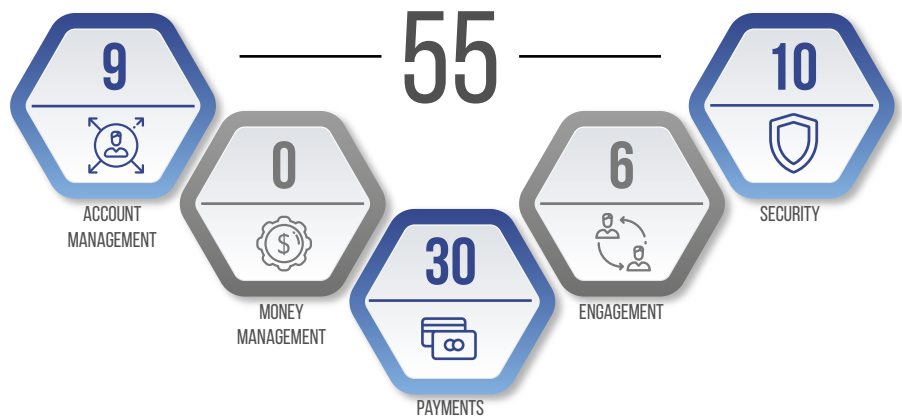 55
9
ACCOUNT
MANAGEMENT
0
$
MONEY
MANAGEMENT
30
PAYMENTS
6
ENGAGEMENT
10
SECURITY